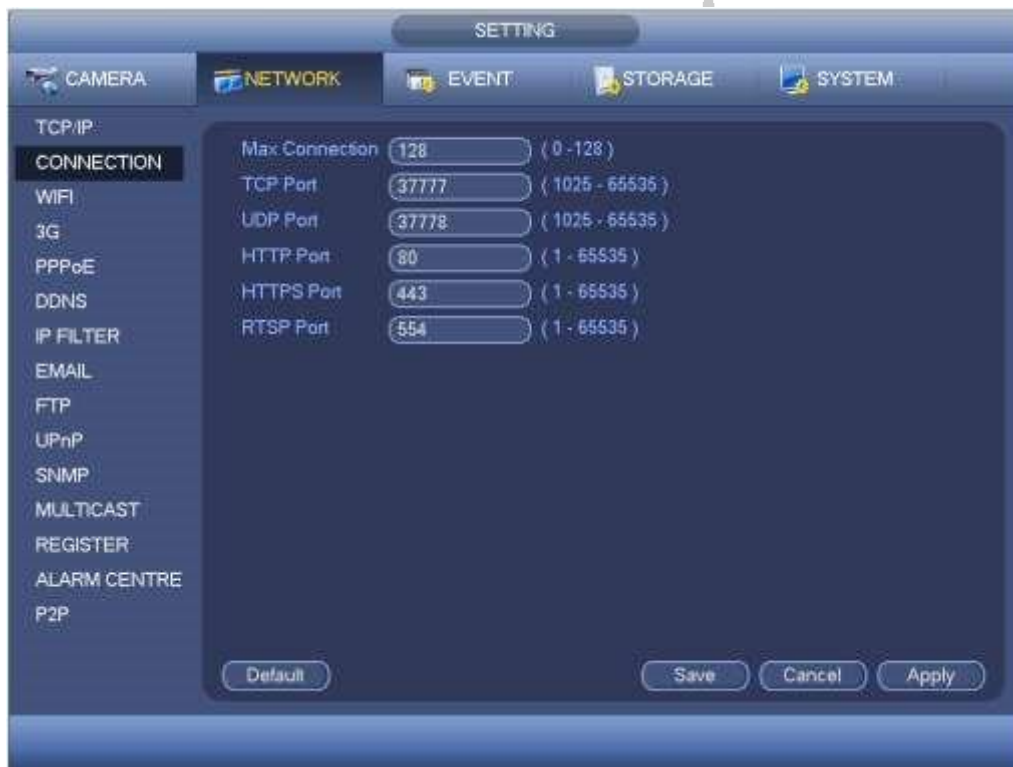 SETTING
CAMERA NETWORK EVENT STORAGE SYSTEM
TCP/IP
CONNECTION
WIFI
3G
PPPoE
DDNS
IP FILTER
EMAIL
FTP
UPnP
SNMP
MULTICAST
REGISTER
ALARM CENTRE
P2P
Max Connection 128 ( 0 -128 )
TCP Port 37777 ( 1025 - 65535 )
UDP Port 37778 ( 1025 - 65535 )
HTTP Port 80 ( 1 - 65535 )
HTTPS Port 443 ( 1 - 65535 )
RTSP Port 554 ( 1 - 65535 )
Default Save Cancel Apply